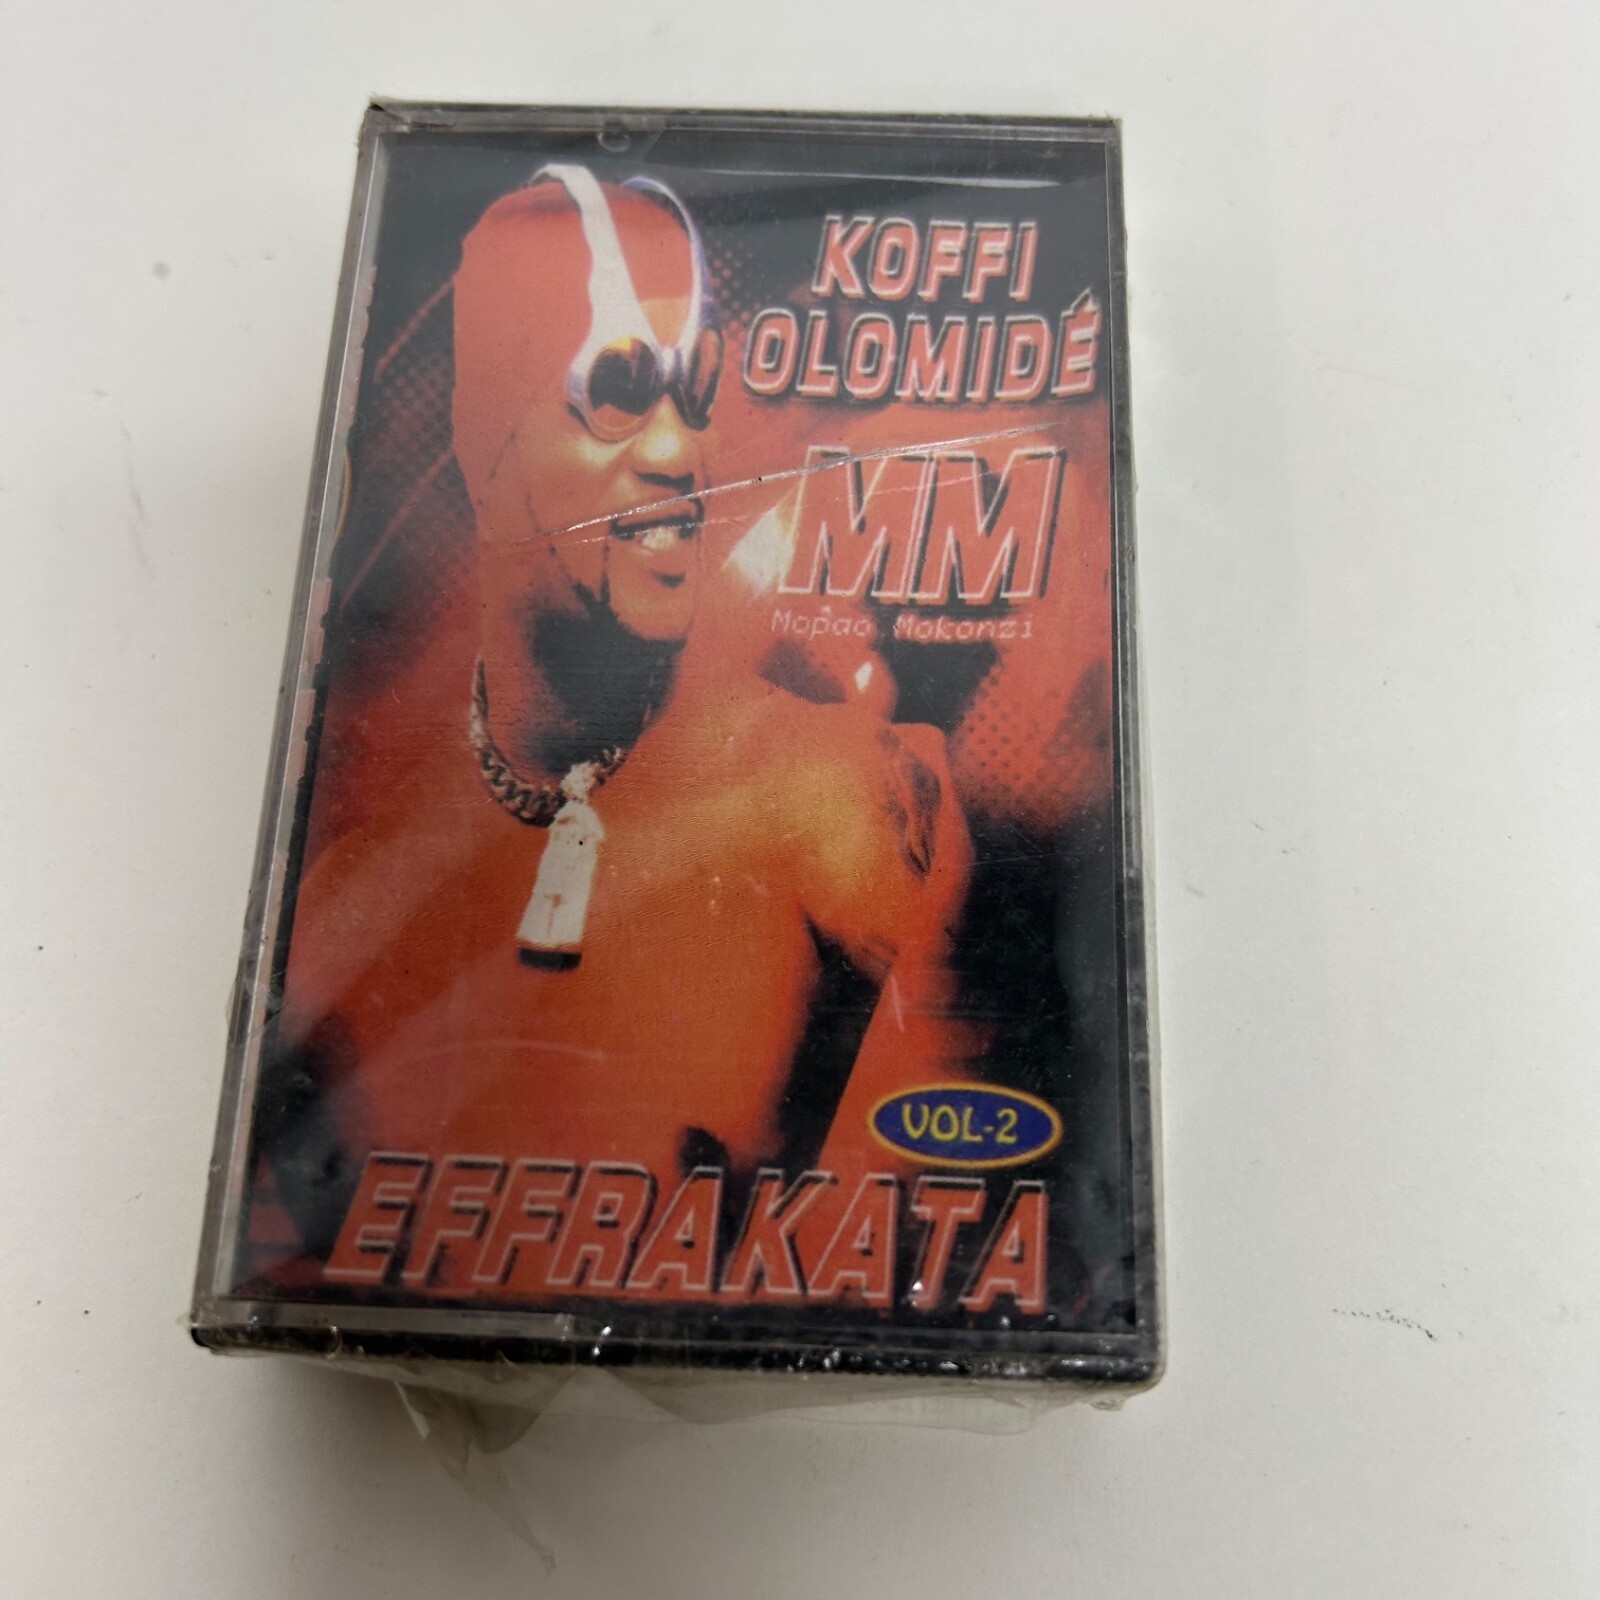 KOFFI
OLOMIDÉ
MM
Mopao Mokonzi
VOL-2
EFFRAKATA